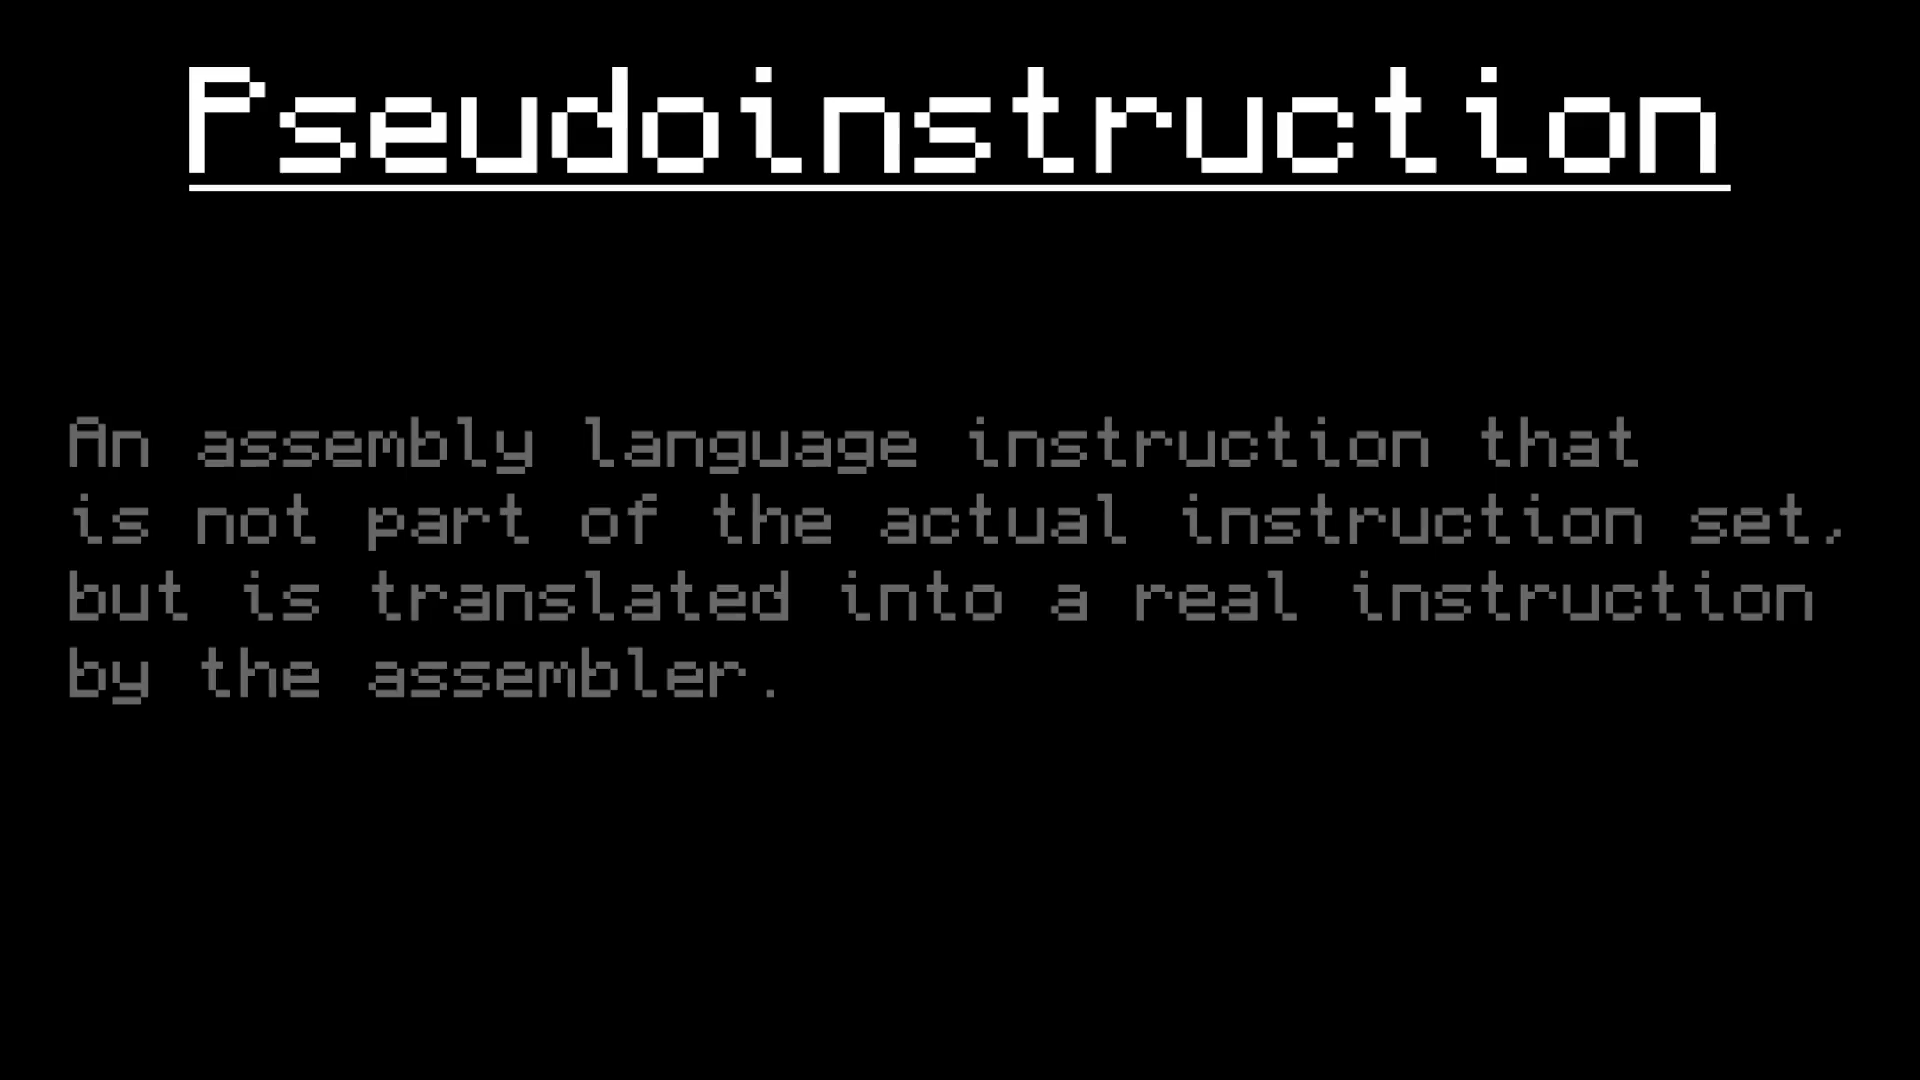 Pseudoinstruction
An assembly language instruction that
is not part of the actual instruction set,
but is translated into a real instruction
by the assembler.